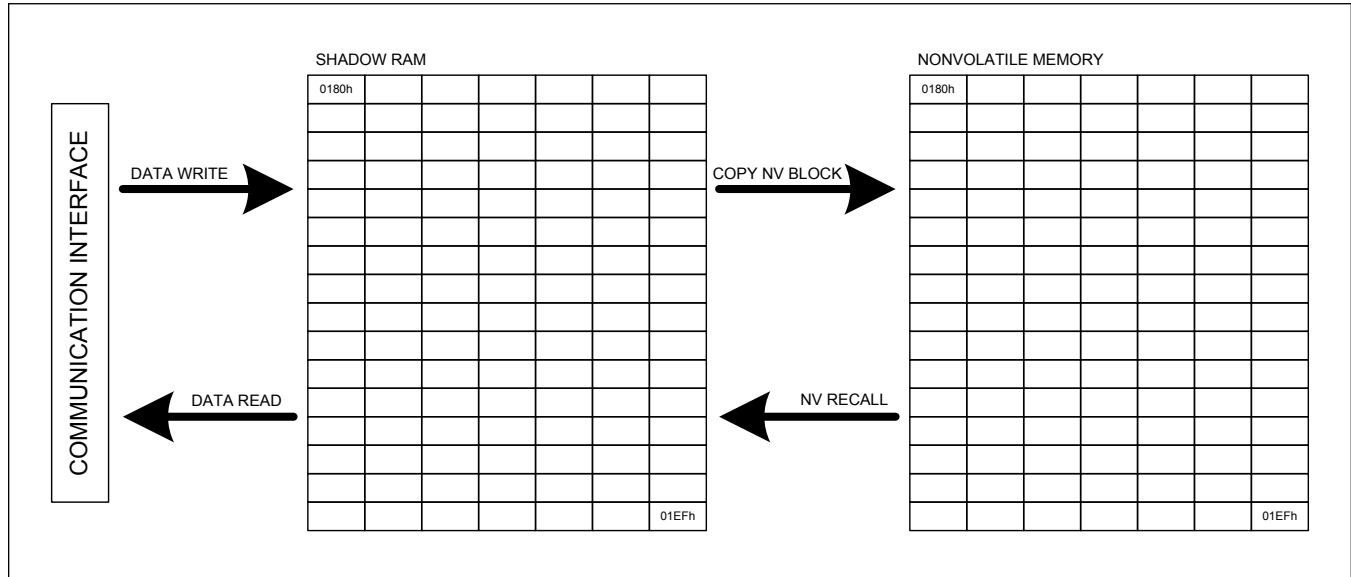 SHADOW RAM
NONVOLATILE MEMORY
0180h
0180h
COMMUNICATION INTERFACE
DATA WRITE
COPY NV BLOCK
DATA READ
NV RECALL
01EFh
01EFh